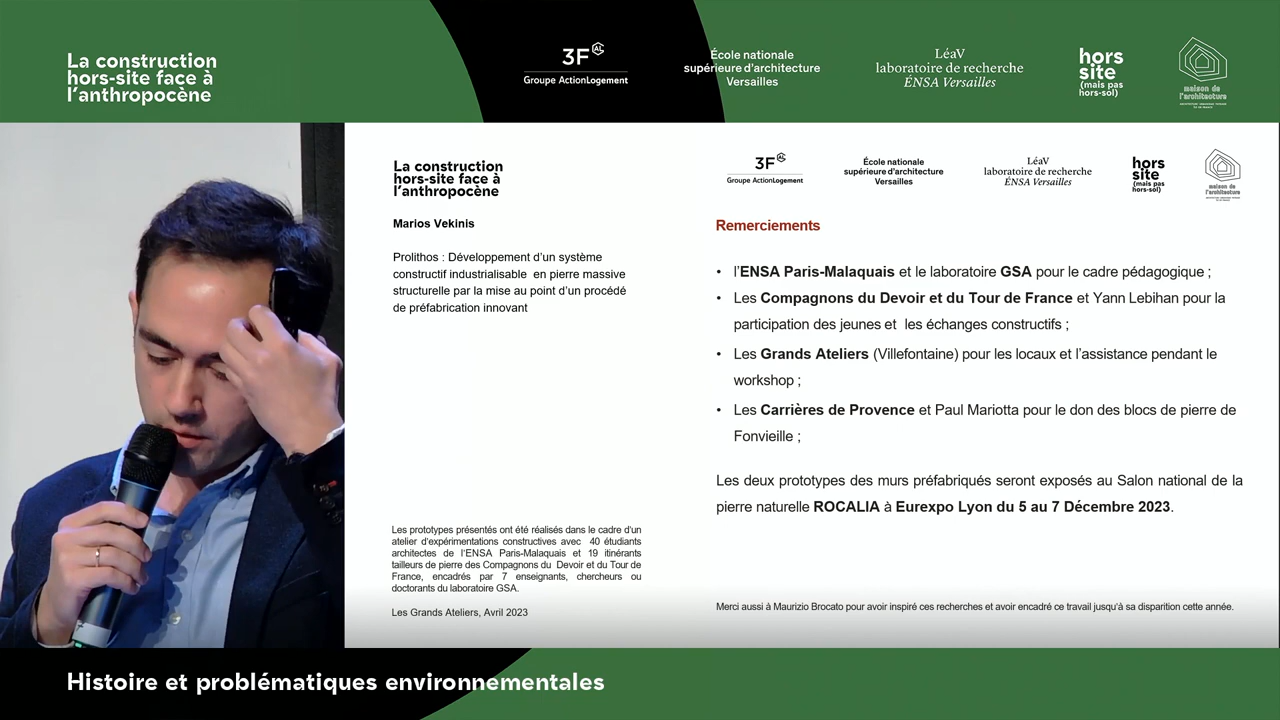 La construction
hors-site face à
l'anthropocène
3F AL
Groupe ActionLogement
École nationale
supérieure d'architecture
Versailles
LéaV
laboratoire de recherche
ÉNSA Versailles
hors
site
(mais pas
hors-sol)
maison de
l'architecture
La construction
hors-site face à
l'anthropocène
3F AL
Groupe ActionLogement
École nationale
supérieure d'architecture
Versailles
LéaV
laboratoire de recherche
ÉNSA Versailles
hors
site
(mais pas
hors-sol)
maison de
l'architecture
Marios Vekinis
Prolithos : Développement d'un système
constructif industrialisable en pierre massive
structurelle par la mise au point d'un procédé
de préfabrication innovant
Les prototypes présentés ont été réalisés dans le cadre d'un
atelier d'expérimentations constructives avec 40 étudiants
architectes de l'ENSA Paris-Malaquais et 19 itinérants
tailleurs de pierre des Compagnons du Devoir et du Tour de
France, encadrés par 7 enseignants, chercheurs ou
doctorants du laboratoire GSA.
Les Grands Ateliers, Avril 2023
Remerciements
• l'ENSA Paris-Malaquais et le laboratoire GSA pour le cadre pédagogique ;
• Les Compagnons du Devoir et du Tour de France et Yann Lebihan pour la
participation des jeunes et les échanges constructifs ;
• Les Grands Ateliers (Villefontaine) pour les locaux et l'assistance pendant le
workshop ;
• Les Carrières de Provence et Paul Mariotta pour le don des blocs de pierre de
Fonvieille ;
Les deux prototypes des murs préfabriqués seront exposés au Salon national de la
pierre naturelle ROCALIA à Eurexpo Lyon du 5 au 7 Décembre 2023.
Merci aussi à Maurizio Brocato pour avoir inspiré ces recherches et avoir encadré ce travail jusqu'à sa disparition cette année.
Histoire et problématiques environnementales